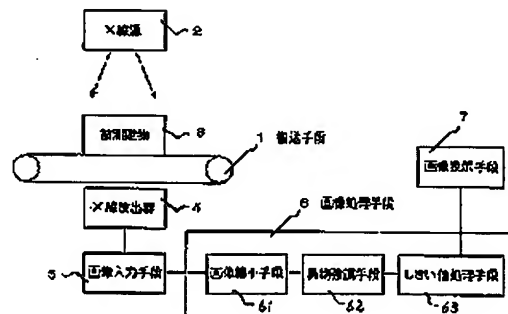 X線源 2
被測定物 3
1 搬送手段
X線検出器 4
7
画像表示手段
6 画像処理手段
5 画像入力手段
画像縮小手段 61
異物強調手段 62
しきい値処理手段 63